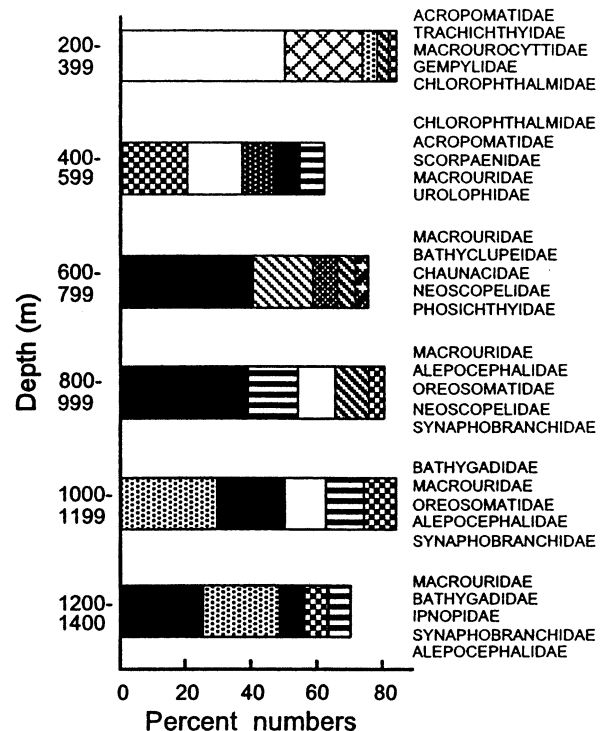 200-
399
ACROPOMATIDAE
TRACHICHTHYIDAE
MACROUROCYTTIDAE
GEMPYLIDAE
CHLOROPHTHALMIDAE
400-
599
CHLOROPHTHALMIDAE
ACROPOMATIDAE
SCORPAENIDAE
MACROURIDAE
UROLOPHIDAE
600-
799
MACROURIDAE
BATHYCLUPEIDAE
CHAUNACIDAE
NEOSCOPELIDAE
PHOSICHTHYIDAE
Depth (m)
800-
999
MACROURIDAE
ALEPOCEPHALIDAE
OREOSOMATIDAE
NEOSCOPELIDAE
SYNAPHOBRANCHIDAE
1000-
1199
BATHYGADIDAE
MACROURIDAE
OREOSOMATIDAE
ALEPOCEPHALIDAE
SYNAPHOBRANCHIDAE
1200-
1400
MACROURIDAE
BATHYGADIDAE
IPNOPIDAE
SYNAPHOBRANCHIDAE
ALEPOCEPHALIDAE
0 20 40 60 80
Percent numbers